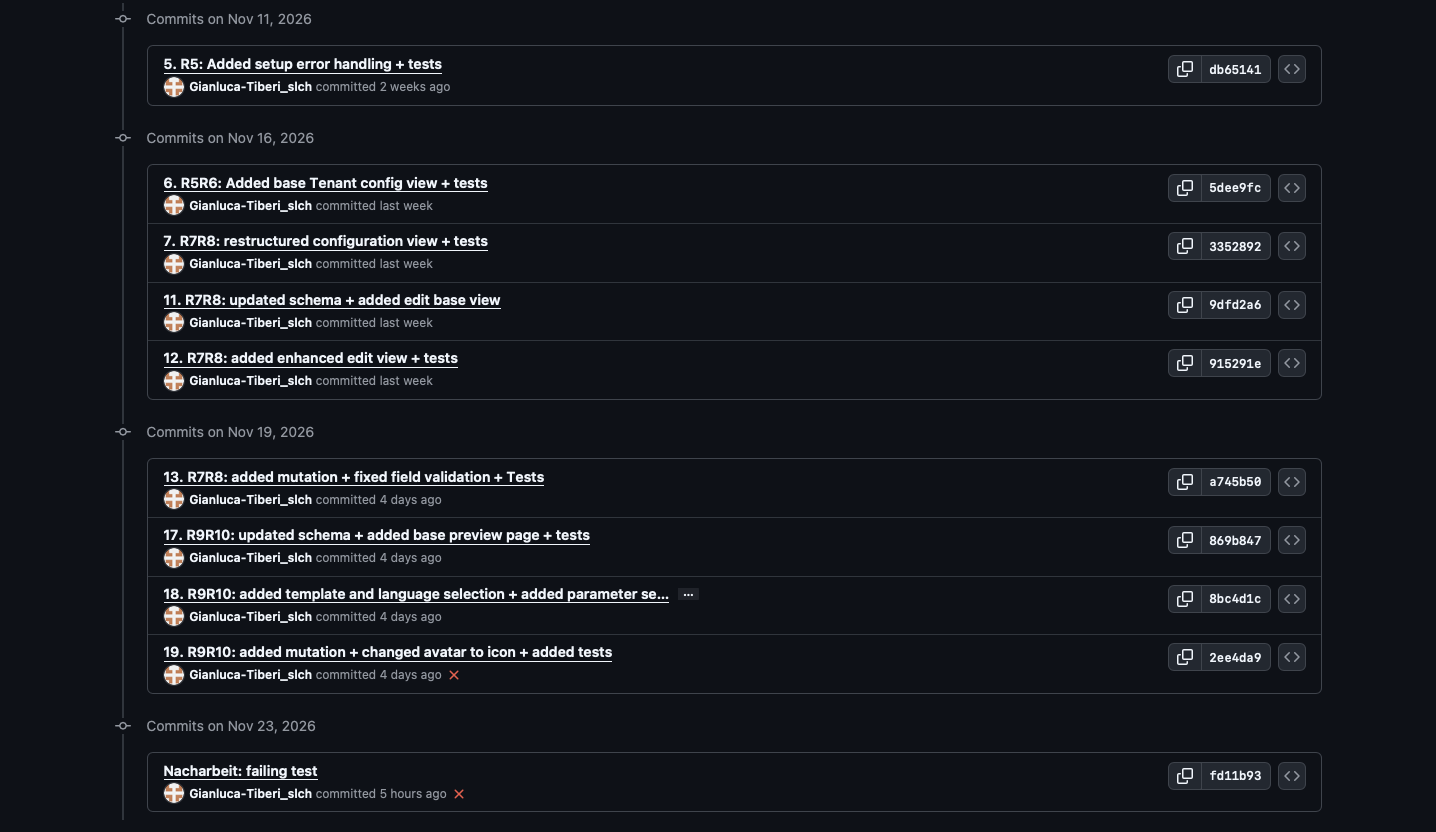 Commits on Nov 11, 2026
5. R5: Added setup error handling + tests
db65141
Gianluca-Tiberi_slch committed 2 weeks ago
Commits on Nov 16, 2026
6. R5R6: Added base Tenant config view + tests
5dee9fc
Gianluca-Tiberi_slch committed last week
7. R7R8: restructured configuration view + tests
3352892
Gianluca-Tiberi_slch committed last week
11. R7R8: updated schema + added edit base view
9dfd2a6
Gianluca-Tiberi_slch committed last week
12. R7R8: added enhanced edit view + tests
915291e
Gianluca-Tiberi_slch committed last week
Commits on Nov 19, 2026
13. R7R8: added mutation + fixed field validation + Tests
a745b50
Gianluca-Tiberi_slch committed 4 days ago
17. R9R10: updated schema + added base preview page + tests
869b847
Gianluca-Tiberi_slch committed 4 days ago
18. R9R10: added template and language selection + added parameter se... ...
8bc4d1c
Gianluca-Tiberi_slch committed 4 days ago
19. R9R10: added mutation + changed avatar to icon + added tests
2ee4da9
Gianluca-Tiberi_slch committed 4 days ago
Commits on Nov 23, 2026
Nacharbeit: failing test
fd11b93
Gianluca-Tiberi_slch committed 5 hours ago